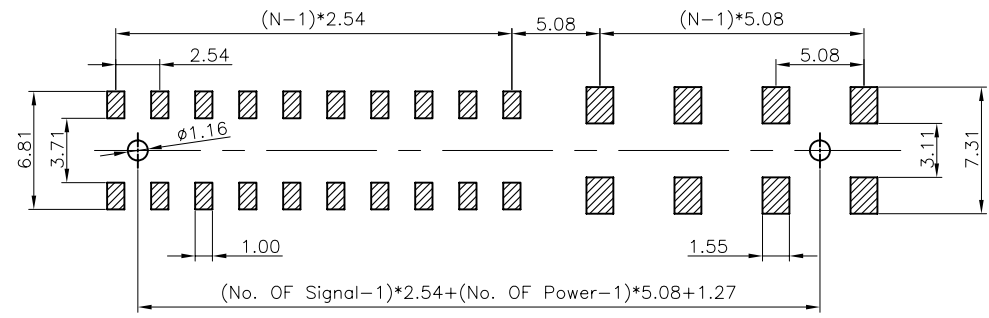 (N-1)*2.54
5.08
(N-1)*5.08
2.54
5.08
ø1.16
6.81
3.71
3.11
7.31
1.00
1.55
(No. OF Signal-1)*2.54+(No. OF Power-1)*5.08+1.27